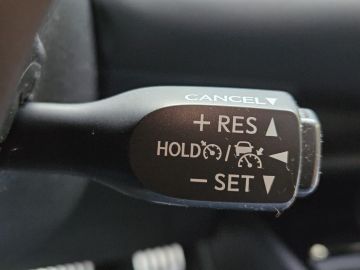 CANCEL▼
+ RES ▲
HOLD / ◀
− SET ▼